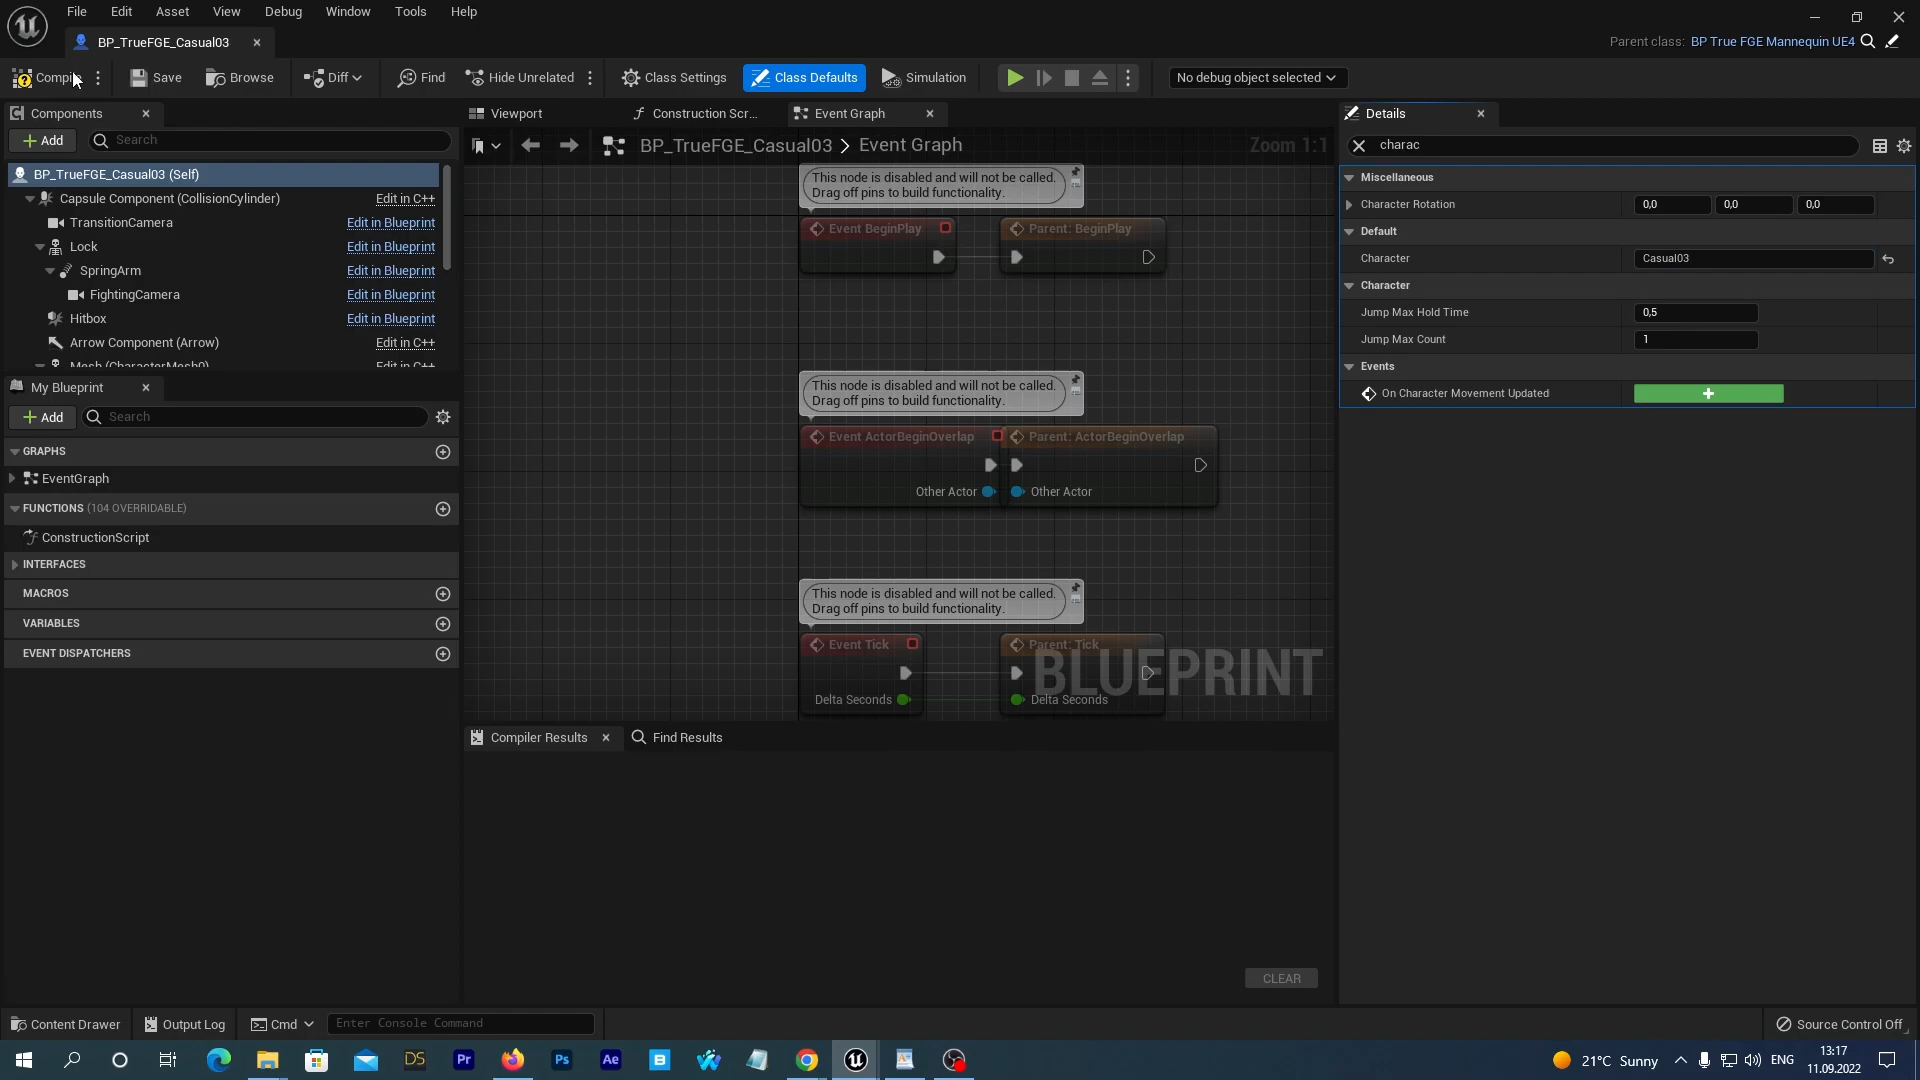 File Edit Asset View Debug Window Tools Help
BP_TrueFGE_Casual03
Parent class: BP True FGE Mannequin UE4
Compile Save Browse Diff Find Hide Unrelated Class Settings Class Defaults Simulation No debug object selected
Components
Add Search
BP_TrueFGE_Casual03 (Self)
Capsule Component (CollisionCylinder) Edit in C++
TransitionCamera Edit in Blueprint
Lock Edit in Blueprint
SpringArm Edit in Blueprint
FightingCamera Edit in Blueprint
Hitbox Edit in Blueprint
Arrow Component (Arrow) Edit in C++
Mesh (CharacterMesh0) Edit in C++
My Blueprint
Add Search
GRAPHS
EventGraph
FUNCTIONS (104 OVERRIDABLE)
ConstructionScript
INTERFACES
MACROS
VARIABLES
EVENT DISPATCHERS
Viewport Construction Scr... Event Graph
BP_TrueFGE_Casual03 > Event Graph Zoom 1:1
This node is disabled and will not be called.
Drag off pins to build functionality.
Event BeginPlay Parent: BeginPlay
This node is disabled and will not be called.
Drag off pins to build functionality.
Event ActorBeginOverlap Parent: ActorBeginOverlap
Other Actor Other Actor
This node is disabled and will not be called.
Drag off pins to build functionality.
Event Tick Parent: Tick
BLUEPRINT
Delta Seconds Delta Seconds
Compiler Results Find Results
CLEAR
Details
charac
Miscellaneous
Character Rotation 0,0 0,0 0,0
Default
Character Casual03
Character
Jump Max Hold Time 0,5
Jump Max Count 1
Events
On Character Movement Updated
Content Drawer Output Log Cmd Enter Console Command Source Control Off
DS Pr Ps Ae 21°C Sunny ENG 13:17
11.09.2022